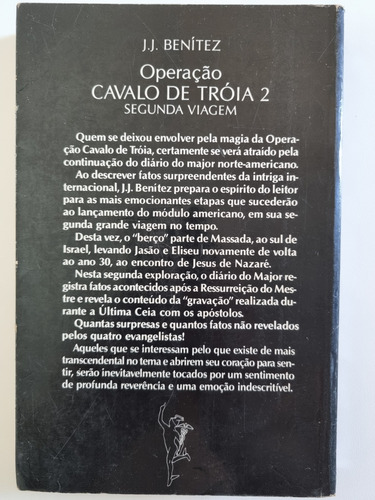 J.J. BENÍTEZ
Operação
CAVALO DE TRÓIA 2
SEGUNDA VIAGEM
Quem se deixou envolver pela magia da Opera-
ção Cavalo de Tróia, certamente se verá atraído pela
continuação do diário do major norte-americano.
Ao descrever fatos surpreendentes da intriga in-
ternacional, J.J. Benítez prepara o espírito do leitor
para as mais emocionantes etapas que sucederão
ao lançamento do módulo americano, em sua se-
gunda grande viagem no tempo.
Desta vez, o "berço" parte de Massada, ao sul de
Israel, levando Jasão e Eliseu novamente de volta
ao ano 30, ao encontro de Jesus de Nazaré.
Nesta segunda exploração, o diário do Major re-
gistra fatos acontecidos após a Ressurreição do Mes-
tre e revela o conteúdo da "gravação" realizada du-
rante a Última Ceia com os apóstolos.
Quantas surpresas e quantos fatos não revelados
pelos quatro evangelistas!
Aqueles que se interessam pelo que existe de mais
transcendental no tema e abrirem seu coração para sen-
tir, serão inevitavelmente tocados por um sentimento
de profunda reverência e uma emoção indescritível.